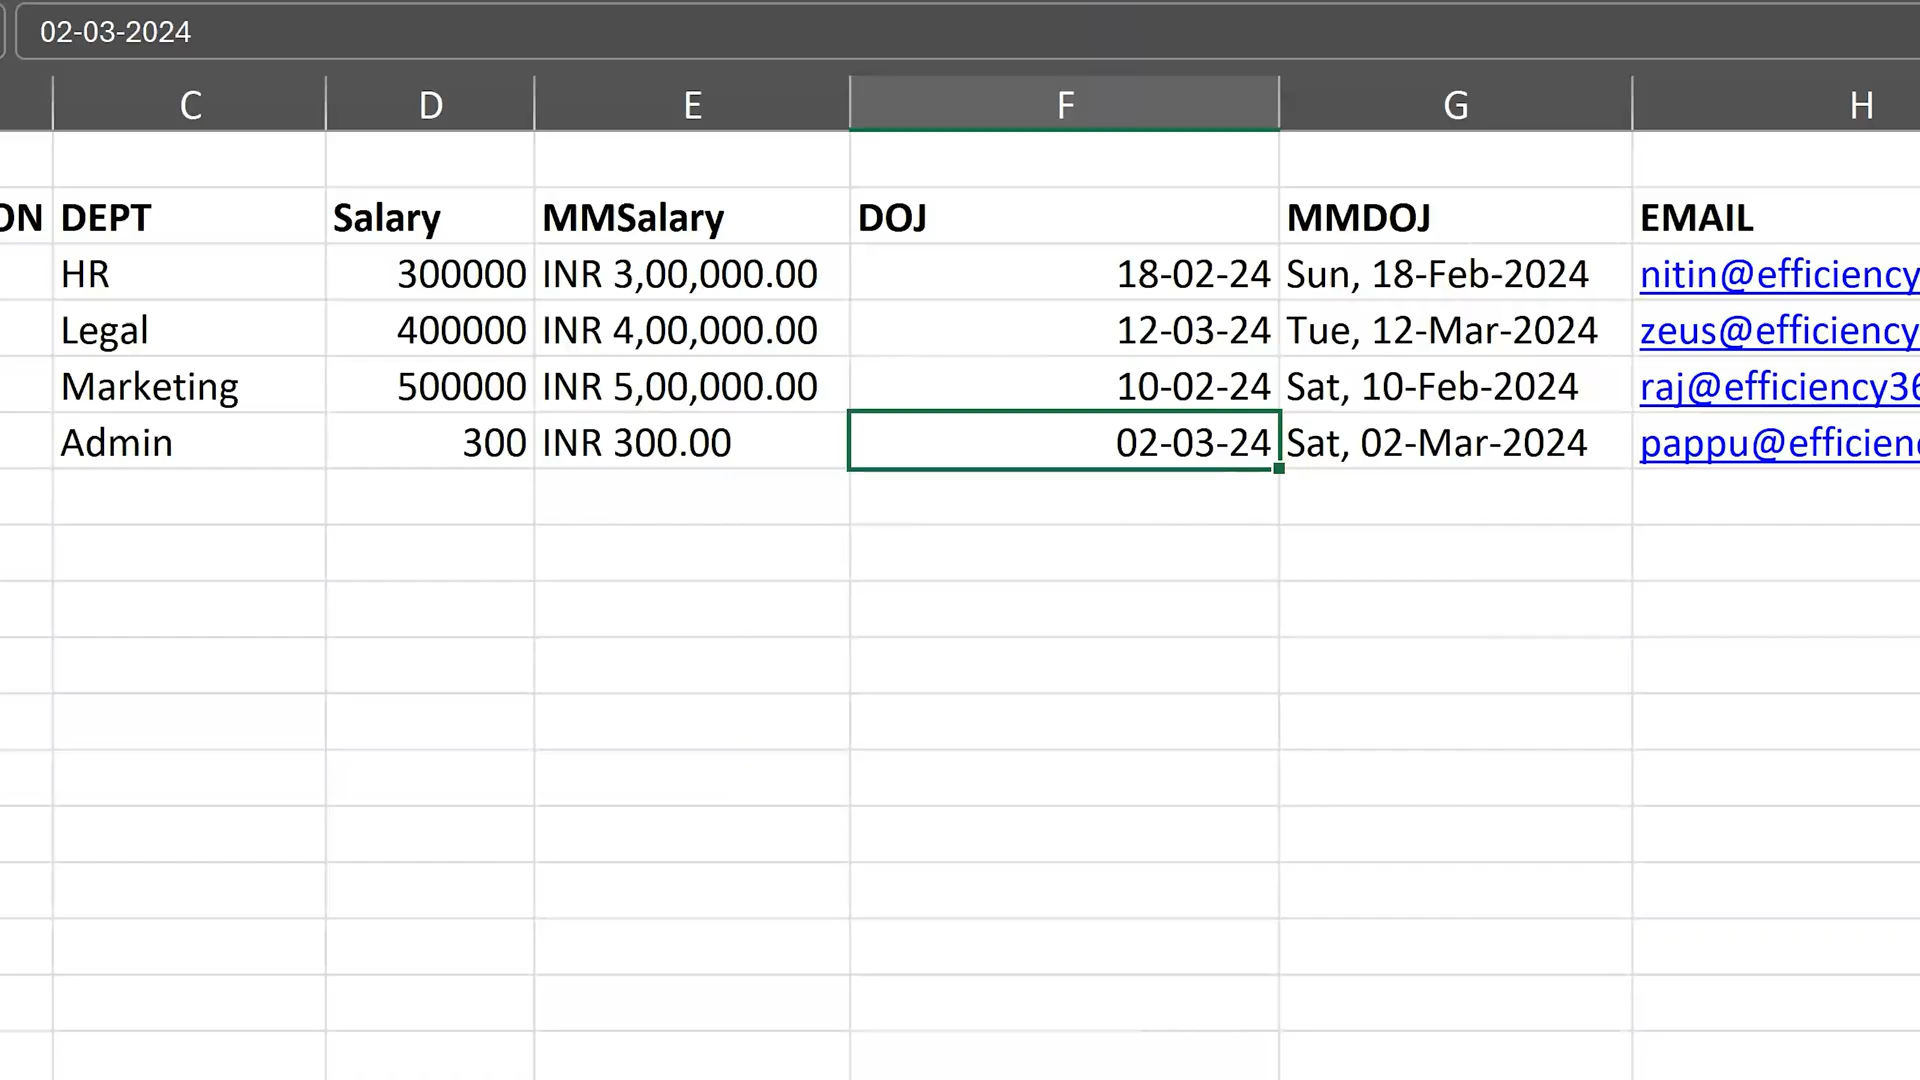 02-03-2024
C D E F G H
ON DEPT Salary MMSalary DOJ MMDOJ EMAIL
HR 300000 INR 3,00,000.00 18-02-24 Sun, 18-Feb-2024 nitin@efficiency
Legal 400000 INR 4,00,000.00 12-03-24 Tue, 12-Mar-2024 zeus@efficiency
Marketing 500000 INR 5,00,000.00 10-02-24 Sat, 10-Feb-2024 raj@efficiency36
Admin 300 INR 300.00 02-03-24 Sat, 02-Mar-2024 pappu@efficienc